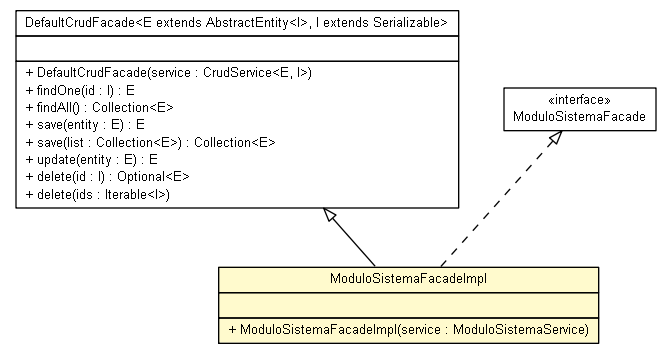 DefaultCrudFacade<E extends AbstractEntity<I>, I extends Serializable>
+ DefaultCrudFacade(service : CrudService<E, I>)
+ findOne(id : I) : E
+ findAll() : Collection<E>
+ save(entity : E) : E
+ save(list : Collection<E>) : Collection<E>
+ update(entity : E) : E
+ delete(id : I) : Optional<E>
+ delete(ids : Iterable<I>)
«interface»
ModuloSistemaFacade
ModuloSistemaFacadeImpl
+ ModuloSistemaFacadeImpl(service : ModuloSistemaService)